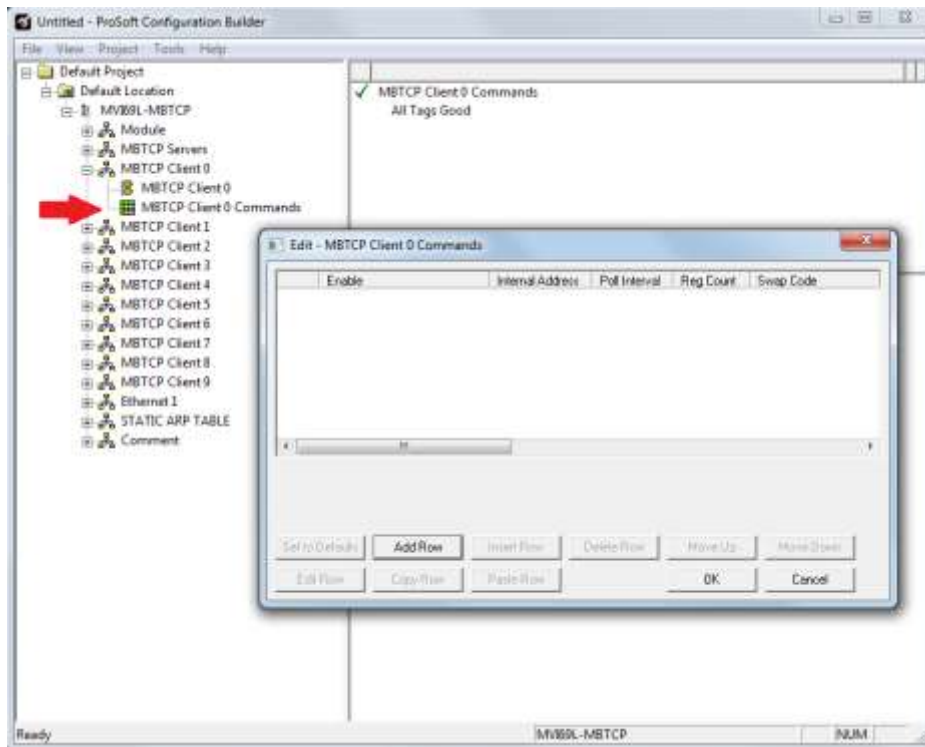 Untitled - ProSoft Configuration Builder
File View Project Tools Help
Default Project
Default Location
MVI69L-MBTCP
Module
MBTCP Servers
MBTCP Client 0
MBTCP Client 0
MBTCP Client 0 Commands
MBTCP Client 1
MBTCP Client 2
MBTCP Client 3
MBTCP Client 4
MBTCP Client 5
MBTCP Client 6
MBTCP Client 7
MBTCP Client 8
MBTCP Client 9
Ethernet 1
STATIC ARP TABLE
Comment
MBTCP Client 0 Commands
All Tags Good
Edit - MBTCP Client 0 Commands
Enable Internal Address Poll Interval Reg Count Swap Code
Set to Defaults Add Row Insert Row Delete Row Move Up Move Down
Edit Row Copy Row Paste Row OK Cancel
Ready MVI69L-MBTCP NUM